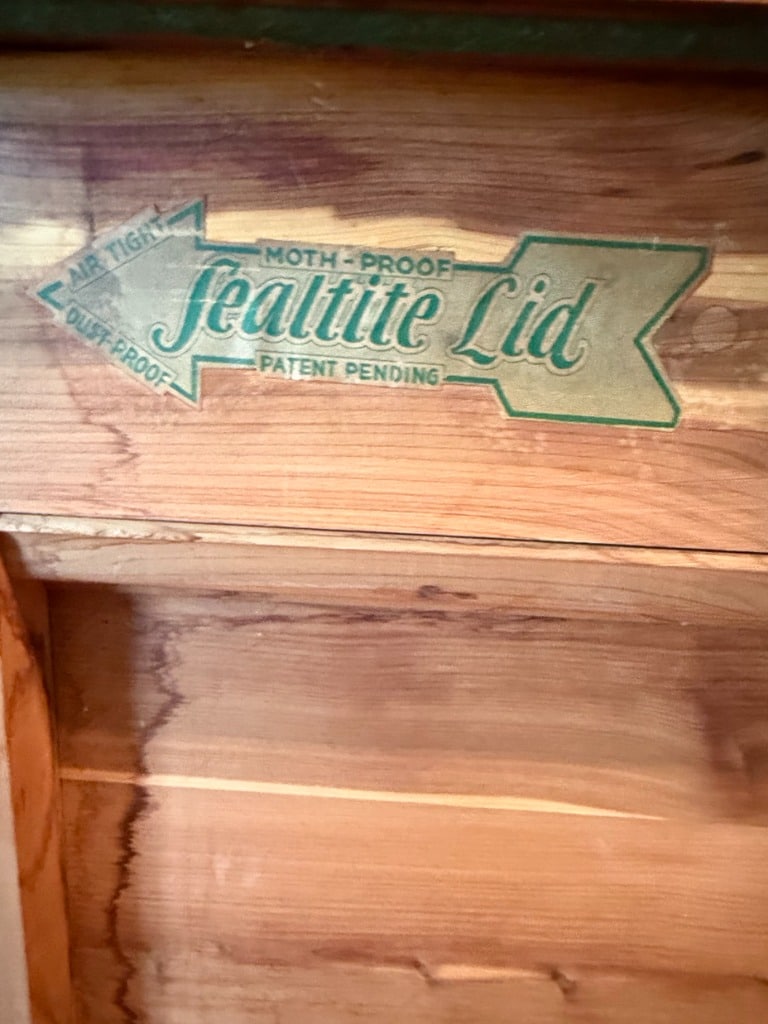 AIR TIGHT
DUST-PROOF
MOTH-PROOF
Sealtite Lid
PATENT PENDING